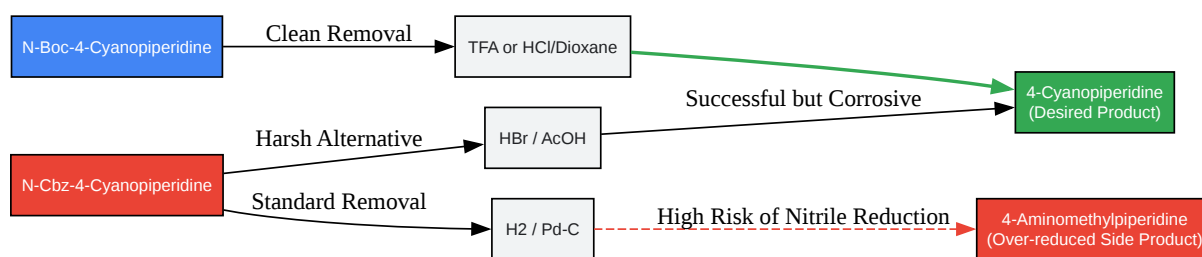 N-Boc-4-Cyanopiperidine
Clean Removal
TFA or HCl/Dioxane
4-Cyanopiperidine
(Desired Product)
Successful but Corrosive
Harsh Alternative
HBr / AcOH
N-Cbz-4-Cyanopiperidine
Standard Removal
H2 / Pd-C
High Risk of Nitrile Reduction
4-Aminomethylpiperidine
(Over-reduced Side Product)